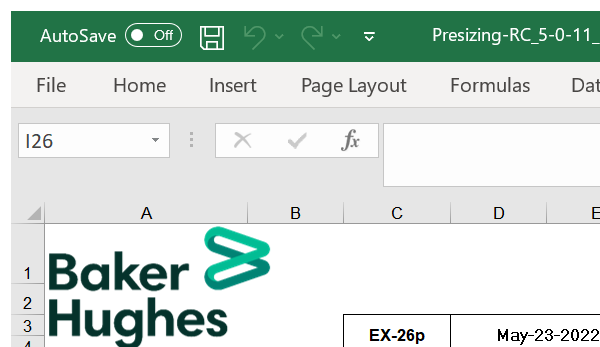 AutoSave Off Presizing-RC_5-0-11_
File Home Insert Page Layout Formulas Dat
I26 fx
A B C D E
1 Baker
2 Hughes
3 EX-26p May-23-2022
4